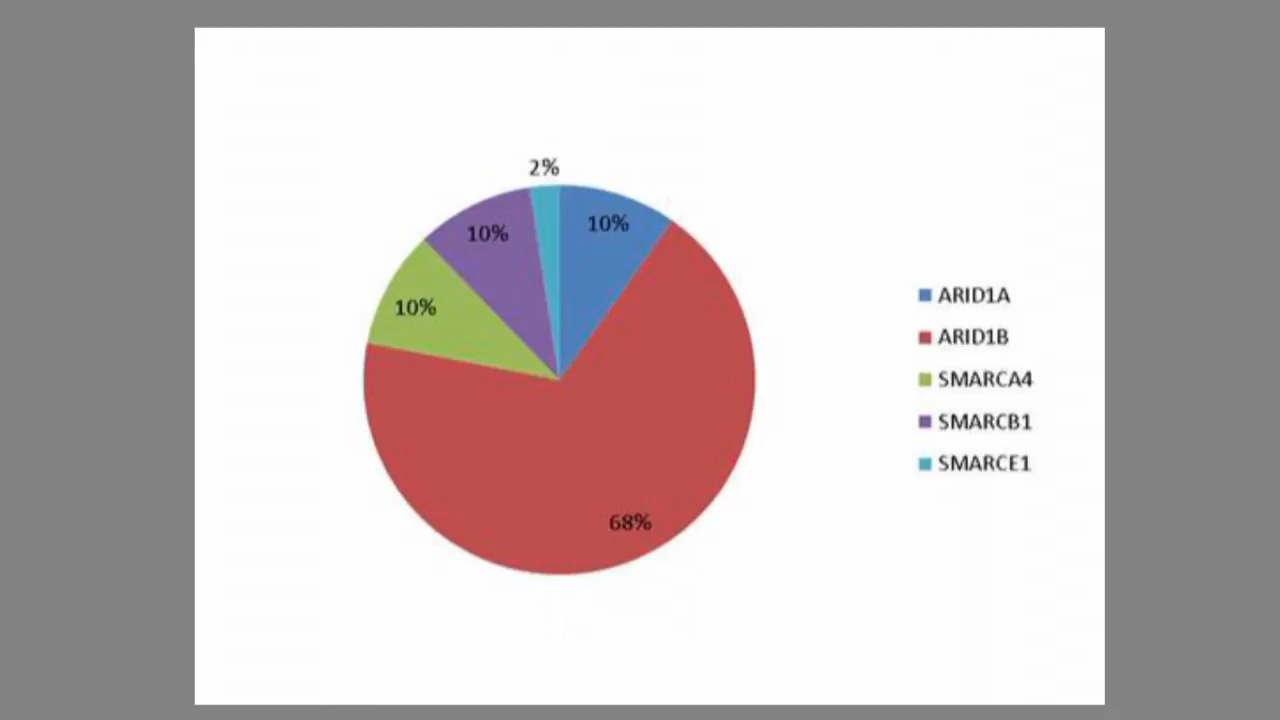 2%
10%
10%
10%
68%
ARID1A
ARID1B
SMARCA4
SMARCB1
SMARCE1